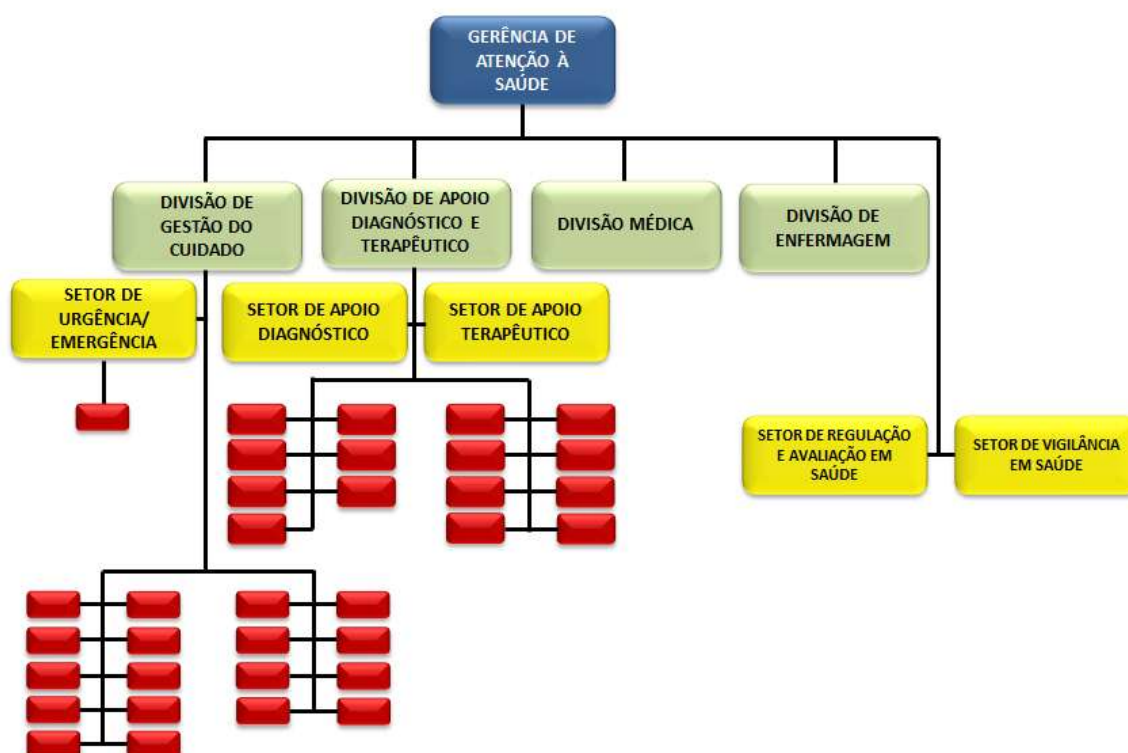 GERÊNCIA DE
ATENÇÃO À
SAÚDE
DIVISÃO DE
GESTÃO DO
CUIDADO
DIVISÃO DE APOIO
DIAGNÓSTICO E
TERAPÊUTICO
DIVISÃO MÉDICA
DIVISÃO DE
ENFERMAGEM
SETOR DE
URGÊNCIA/
EMERGÊNCIA
SETOR DE APOIO
DIAGNÓSTICO
SETOR DE APOIO
TERAPÊUTICO
SETOR DE REGULAÇÃO
E AVALIAÇÃO EM
SAÚDE
SETOR DE VIGILÂNCIA
EM SAÚDE